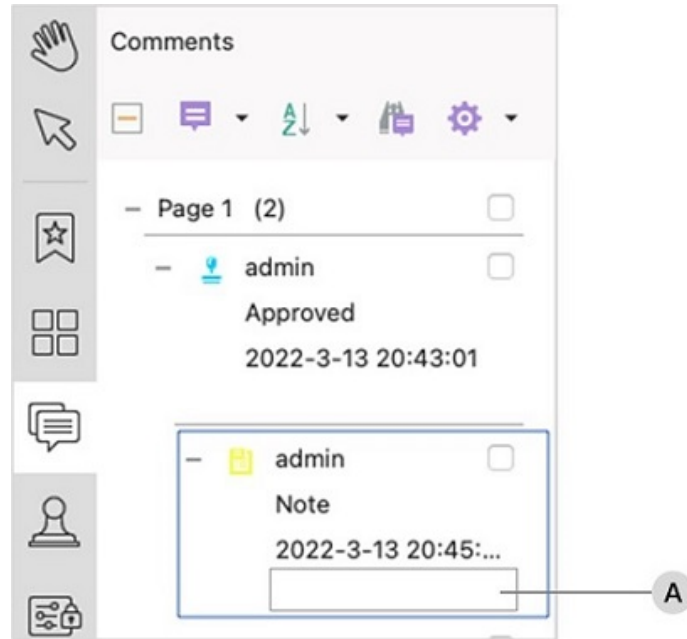 Comments
A
Z
Page 1 (2)
admin
Approved
2022-3-13 20:43:01
admin
Note
2022-3-13 20:45:...
A